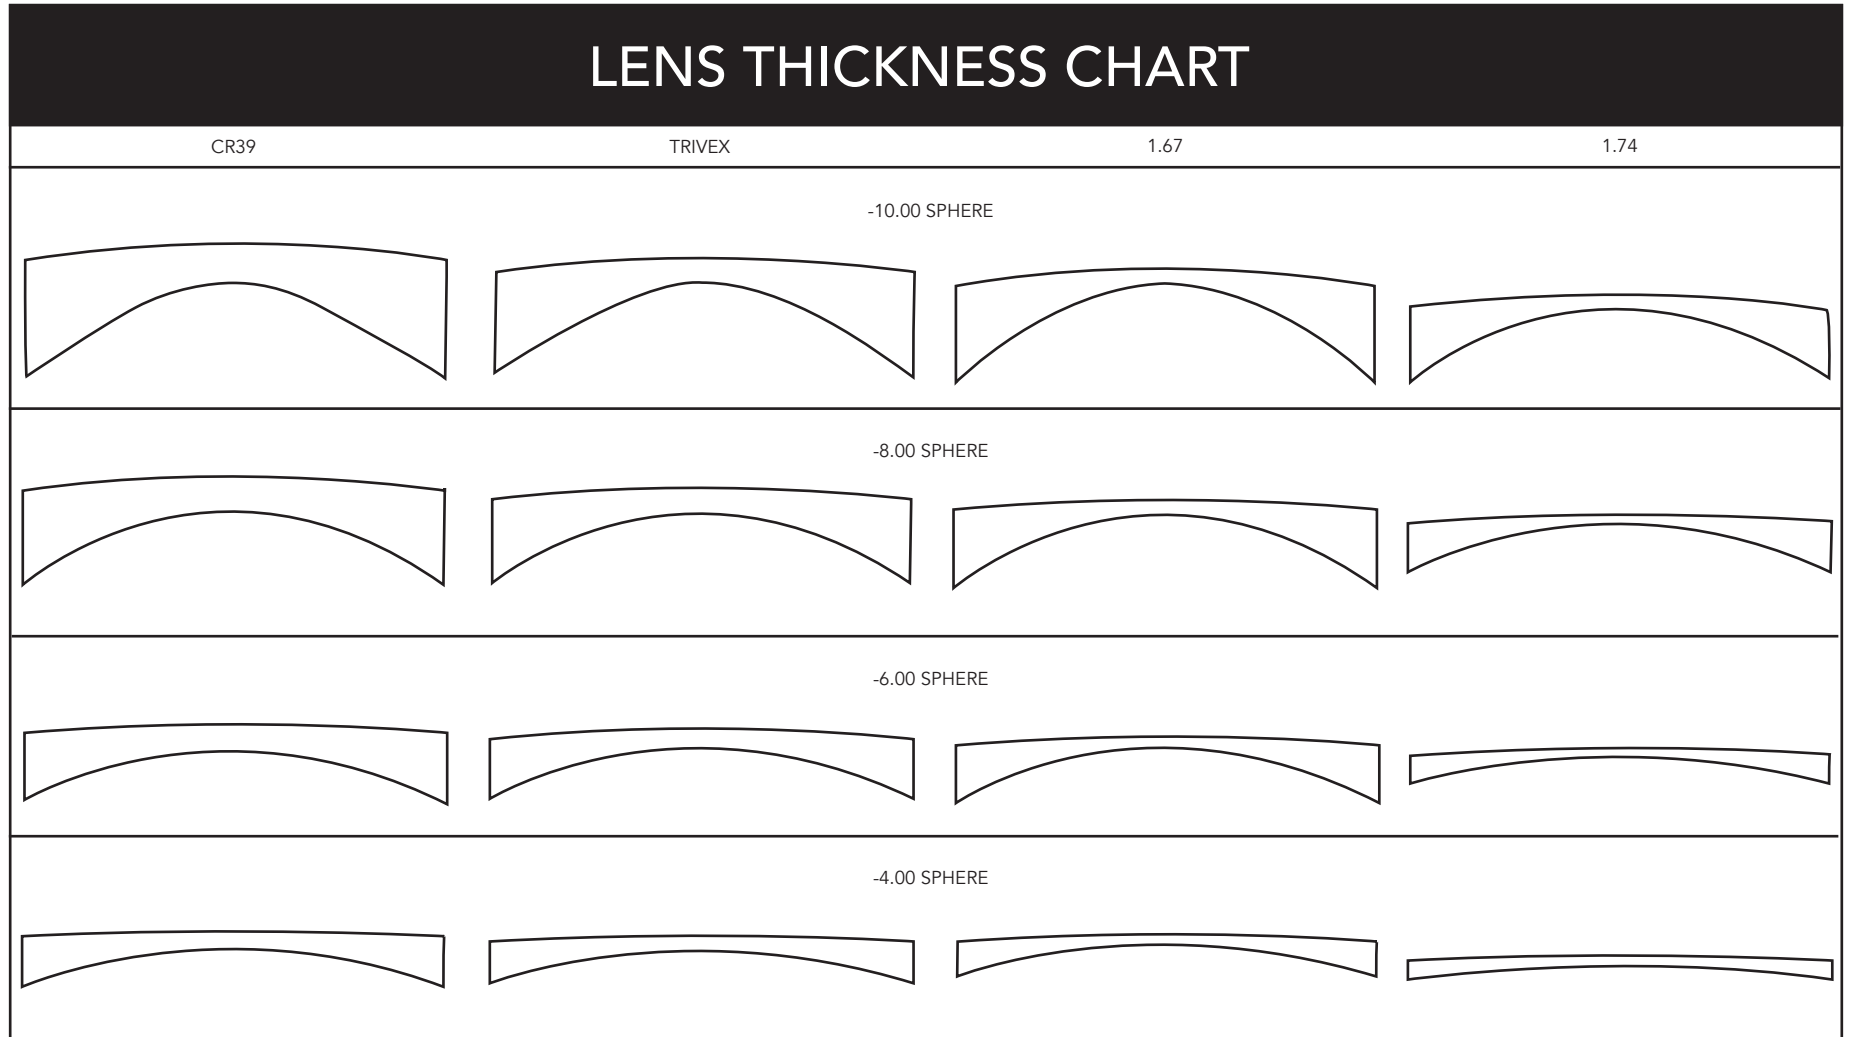 LENS THICKNESS CHART
CR39 TRIVEX 1.67 1.74
-10.00 SPHERE
-8.00 SPHERE
-6.00 SPHERE
-4.00 SPHERE